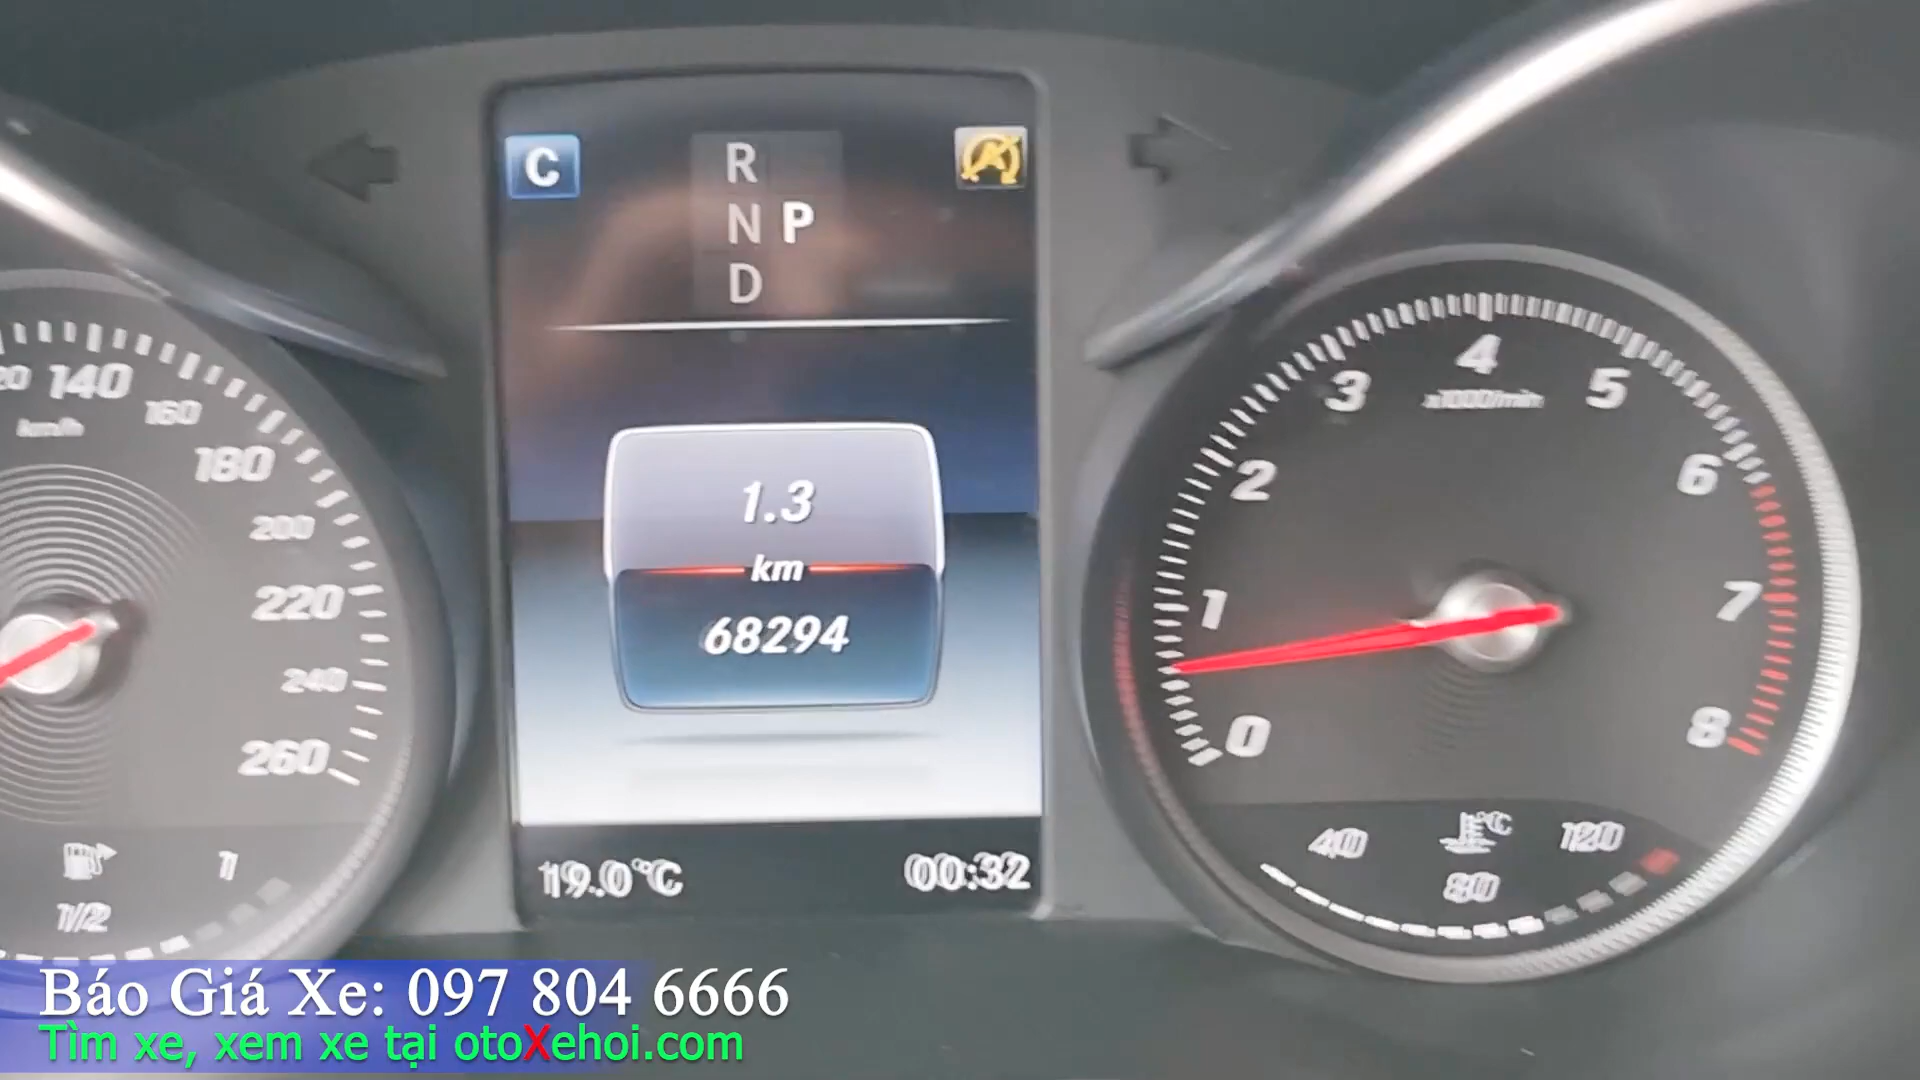 C
R
N P
D
A
1.3
km
68294
19.0°C
00:32
140
160
km/h
180
200
220
240
260
1
1/2
0
1
2
3
4
5
6
7
8
x1000/min
40
80
120
°C
Báo Giá Xe: 097 804 6666
Tìm xe, xem xe tại otoXehoi.com